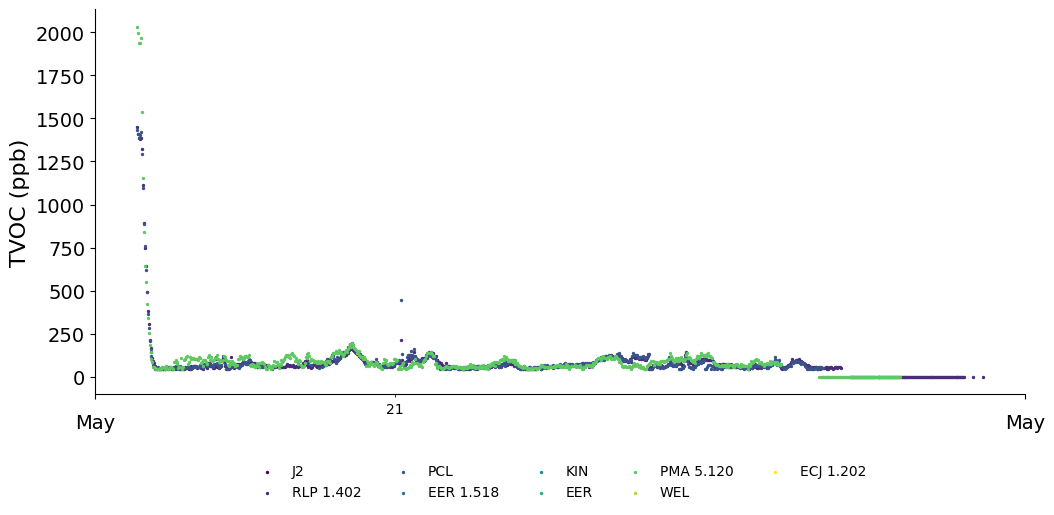 TVOC (ppb)
2000
1750
1500
1250
1000
750
500
250
0
May
21
May
J2
PCL
KIN
PMA 5.120
ECJ 1.202
RLP 1.402
EER 1.518
EER
WEL